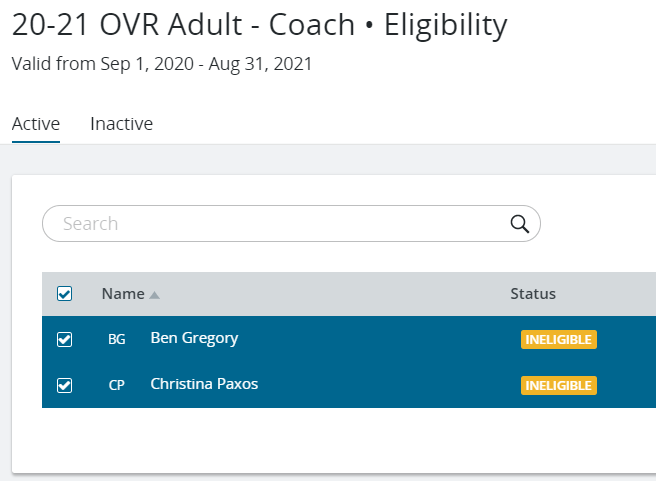 20-21 OVR Adult - Coach • Eligibility
Valid from Sep 1, 2020 - Aug 31, 2021
Active Inactive
Search
Name Status
BG Ben Gregory INELIGIBLE
CP Christina Paxos INELIGIBLE